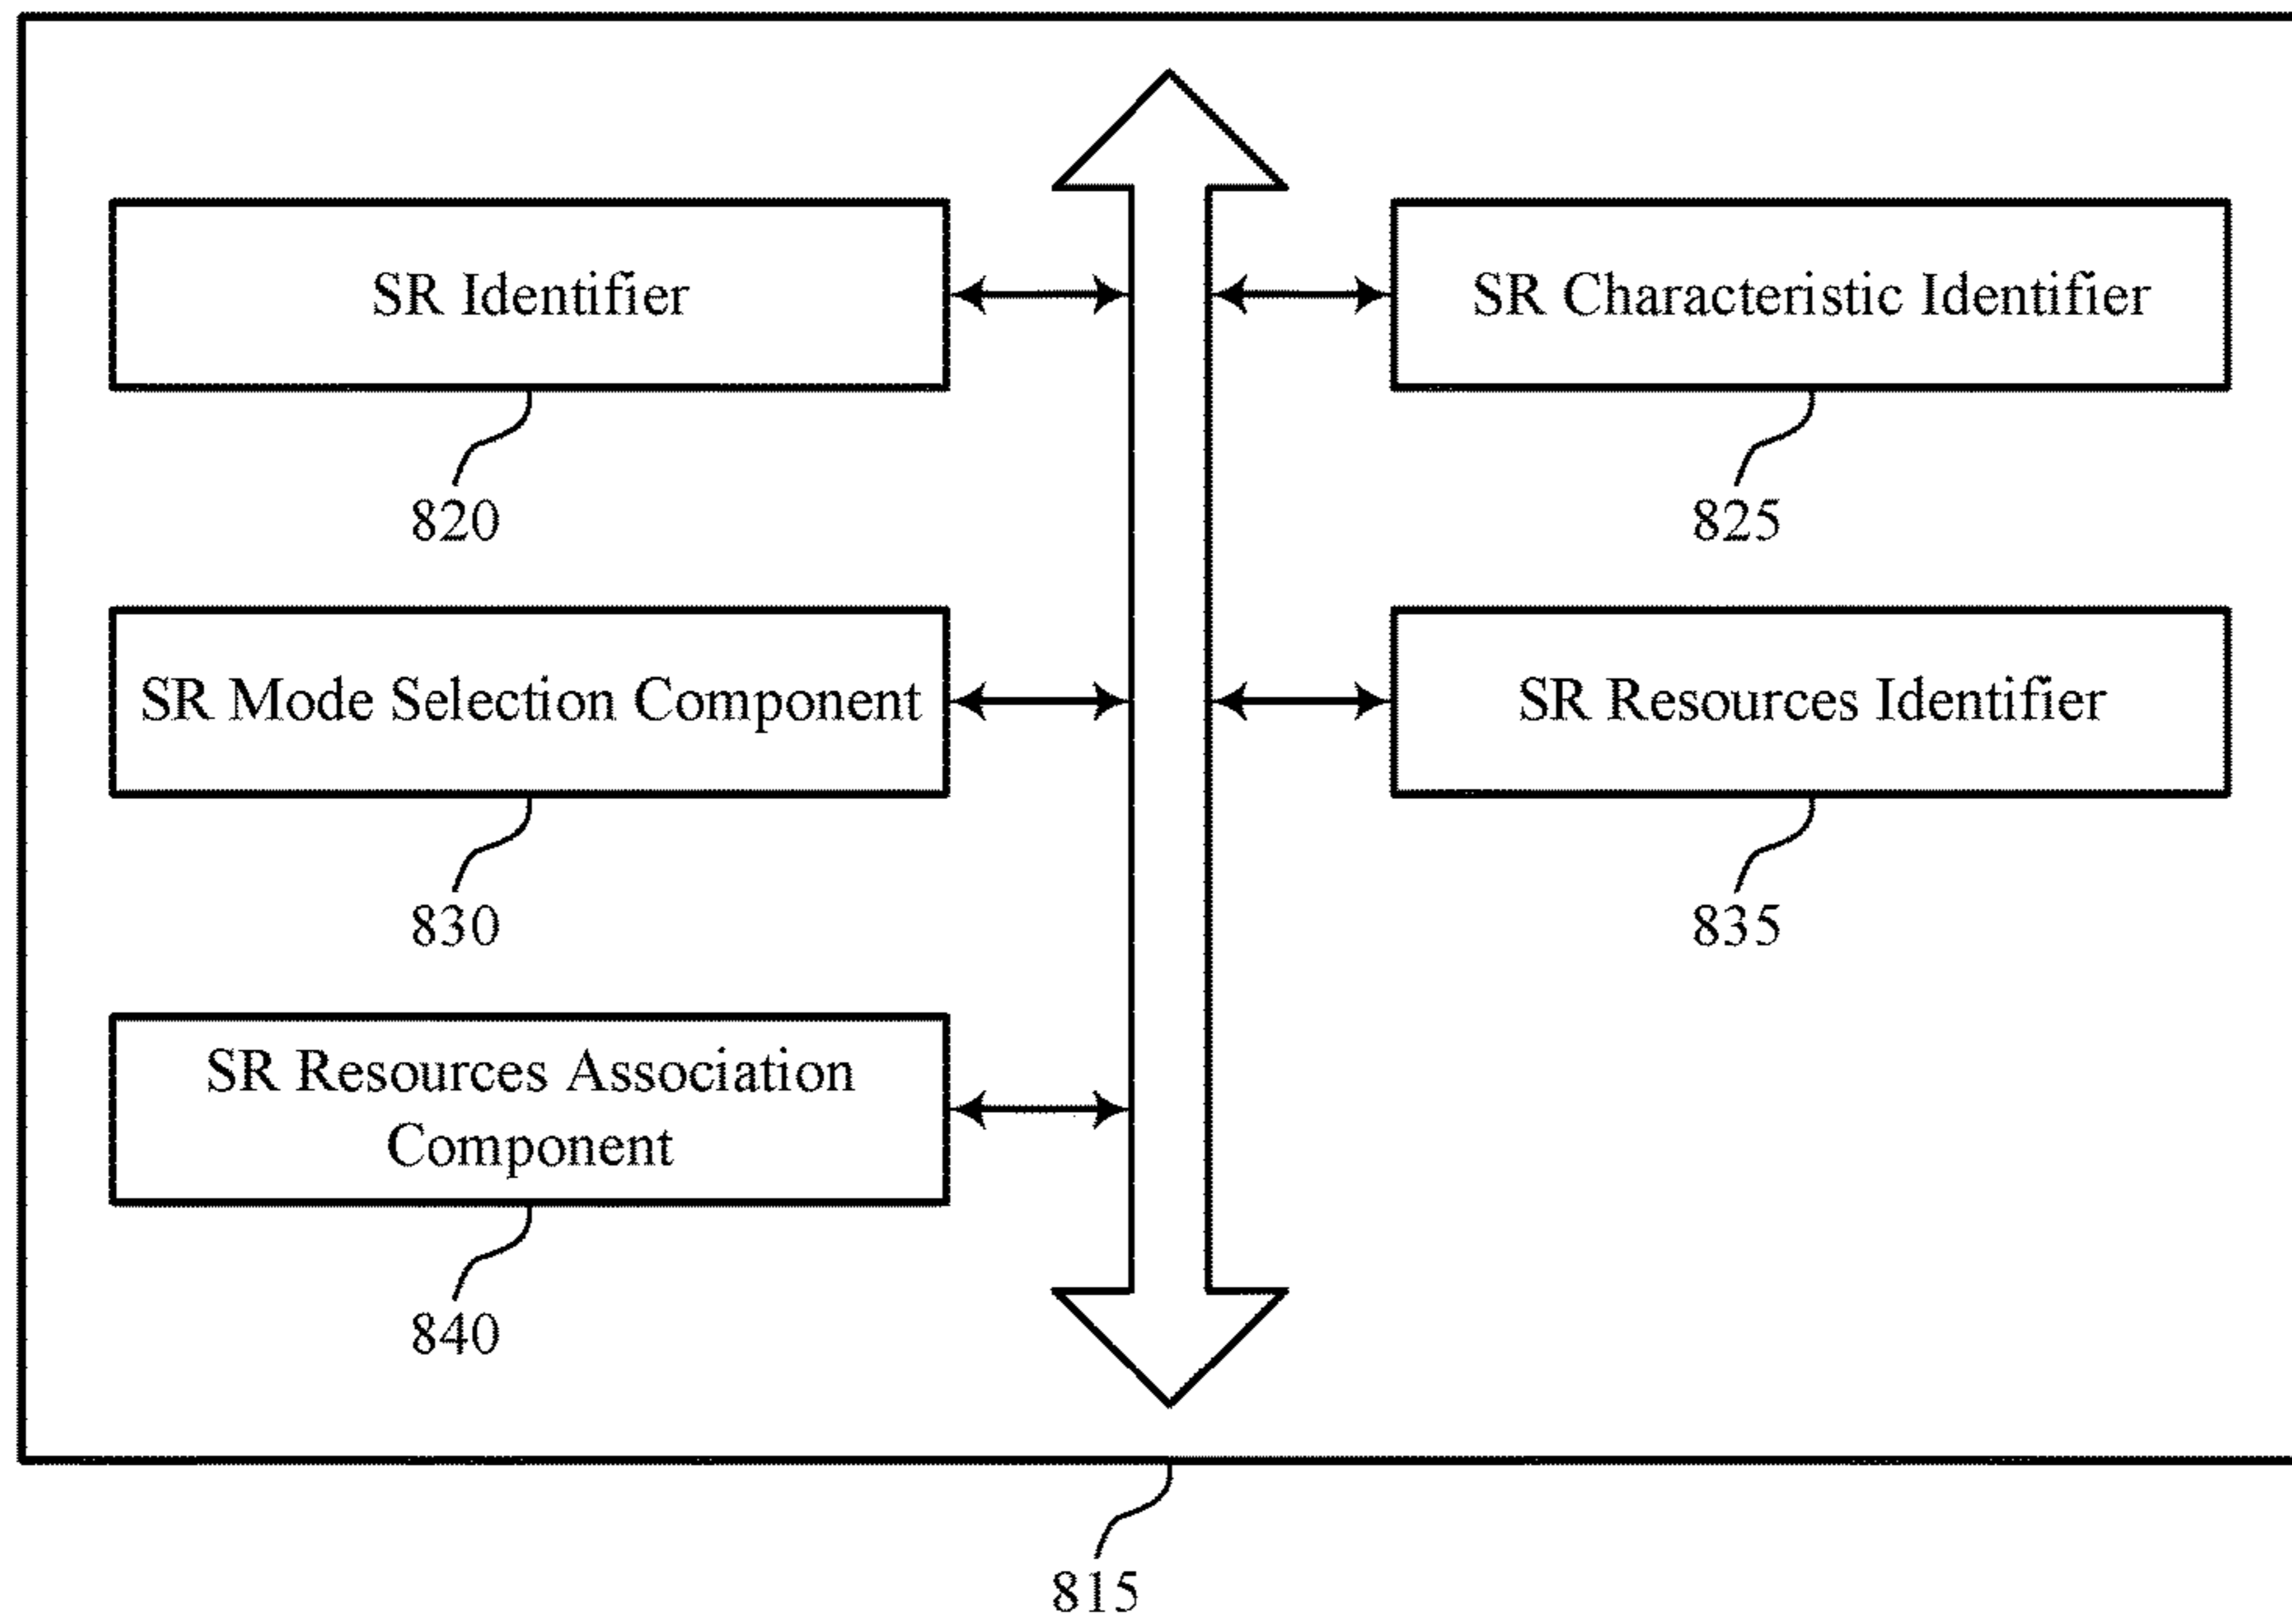 SR Identifier
820
SR Characteristic Identifier
825
SR Mode Selection Component
830
SR Resources Identifier
835
SR Resources Association
Component
840
815